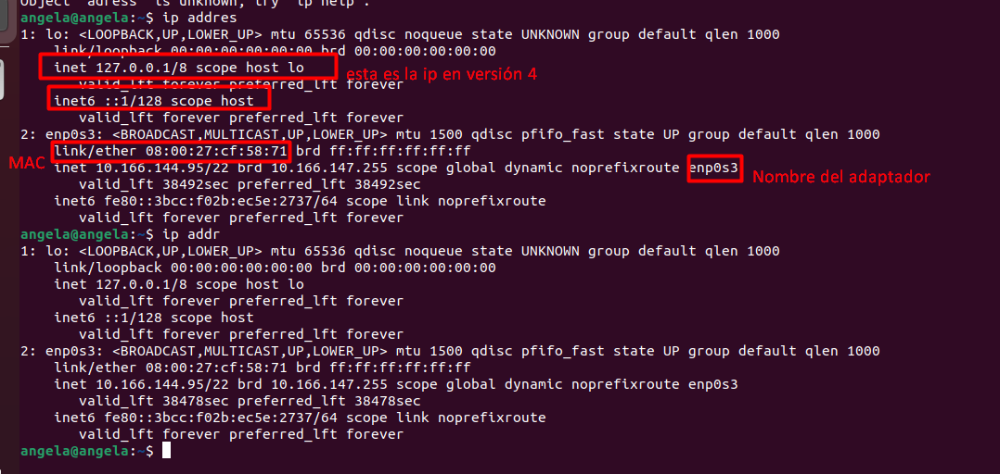 Object "adress" is unknown, try "ip help".
angela@angela:~$ ip addres
1: lo: <LOOPBACK,UP,LOWER_UP> mtu 65536 qdisc noqueue state UNKNOWN group default qlen 1000
link/loopback 00:00:00:00:00:00 brd 00:00:00:00:00:00
inet 127.0.0.1/8 scope host lo esta es la ip en versión 4
valid_lft forever preferred_lft forever
inet6 ::1/128 scope host
valid_lft forever preferred_lft forever
2: enp0s3: <BROADCAST,MULTICAST,UP,LOWER_UP> mtu 1500 qdisc pfifo_fast state UP group default qlen 1000
link/ether 08:00:27:cf:58:71 brd ff:ff:ff:ff:ff:ff
MAC
inet 10.166.144.95/22 brd 10.166.147.255 scope global dynamic noprefixroute enp0s3
Nombre del adaptador
valid_lft 38492sec preferred_lft 38492sec
inet6 fe80::3bcc:f02b:ec5e:2737/64 scope link noprefixroute
valid_lft forever preferred_lft forever
angela@angela:~$ ip addr
1: lo: <LOOPBACK,UP,LOWER_UP> mtu 65536 qdisc noqueue state UNKNOWN group default qlen 1000
link/loopback 00:00:00:00:00:00 brd 00:00:00:00:00:00
inet 127.0.0.1/8 scope host lo
valid_lft forever preferred_lft forever
inet6 ::1/128 scope host
valid_lft forever preferred_lft forever
2: enp0s3: <BROADCAST,MULTICAST,UP,LOWER_UP> mtu 1500 qdisc pfifo_fast state UP group default qlen 1000
link/ether 08:00:27:cf:58:71 brd ff:ff:ff:ff:ff:ff
inet 10.166.144.95/22 brd 10.166.147.255 scope global dynamic noprefixroute enp0s3
valid_lft 38478sec preferred_lft 38478sec
inet6 fe80::3bcc:f02b:ec5e:2737/64 scope link noprefixroute
valid_lft forever preferred_lft forever
angela@angela:~$